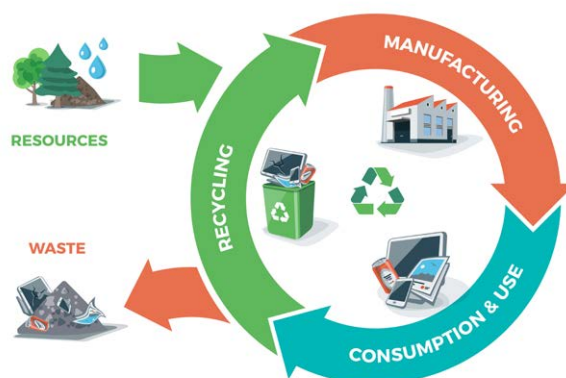 RESOURCES
MANUFACTURING
RECYCLING
WASTE
CONSUMPTION & USE